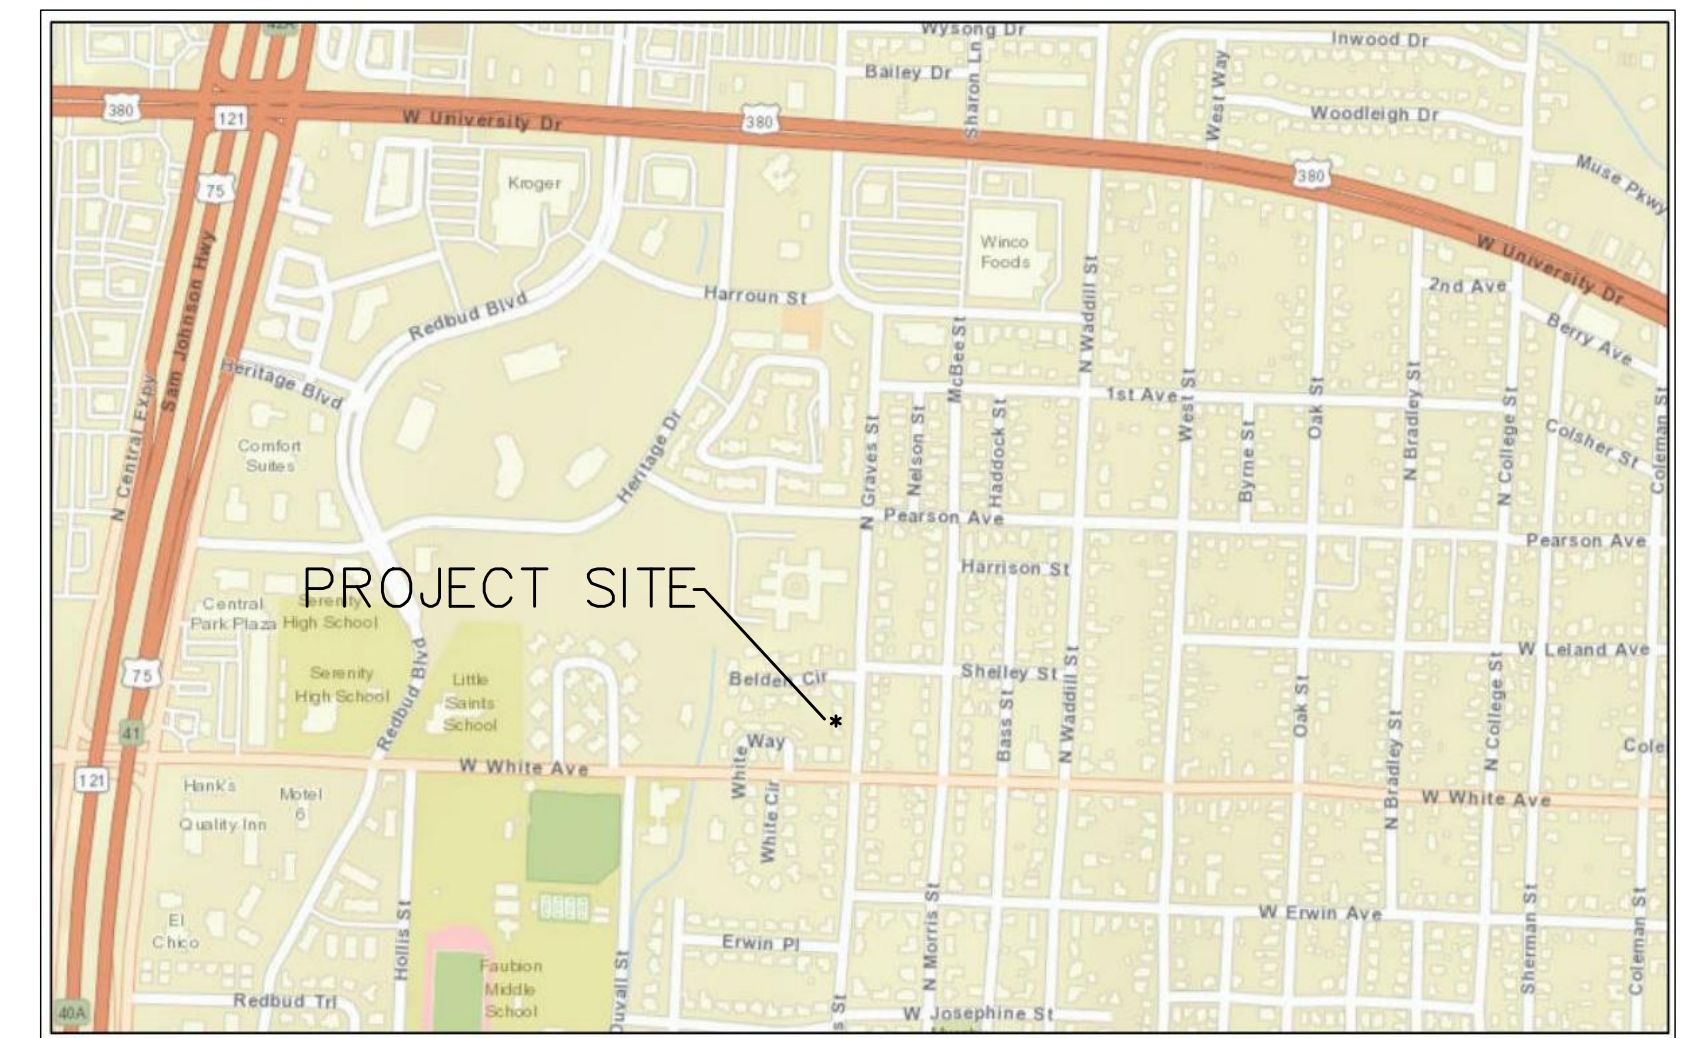 42A
Wysong Dr
Inwood Dr
Bailey Dr
Sharon Ln
West Way
Woodleigh Dr
380
121
W University Dr
380
Muse Pkwy
380
75
Kroger
Winco
Foods
W University Dr
Sam Johnson Hwy
Redbud Blvd
Harroun St
N Waddill St
2nd Ave
Berry Ave
Heritage Blvd
McBee St
1st Ave
West St
Oak St
N Bradley St
N College St
Coleman St
N Central Expy
Comfort
Suites
Heritage Dr
N Graves St
Nelson St
Haddock St
Byrne St
Colsher St
Pearson Ave
Pearson Ave
Harrison St
PROJECT SITE
Central
Park Plaza
Serenity
High School
Serenity
High School
Redbud Blvd
Little
Saints
School
Belden Cir
Shelley St
W Leland Ave
75
41
121
*
White
Way
White Cir
Bass St
N Waddill St
Oak St
N Bradley St
N College St
Cole
W White Ave
W White Ave
Hank's
Quality Inn
Motel
6
El
Chico
Hollis St
Faubion
Middle
School
Duvall St
Erwin Pl
N Morris St
W Erwin Ave
Sherman St
Coleman St
Redbud Trl
40A
s St
W Josephine St